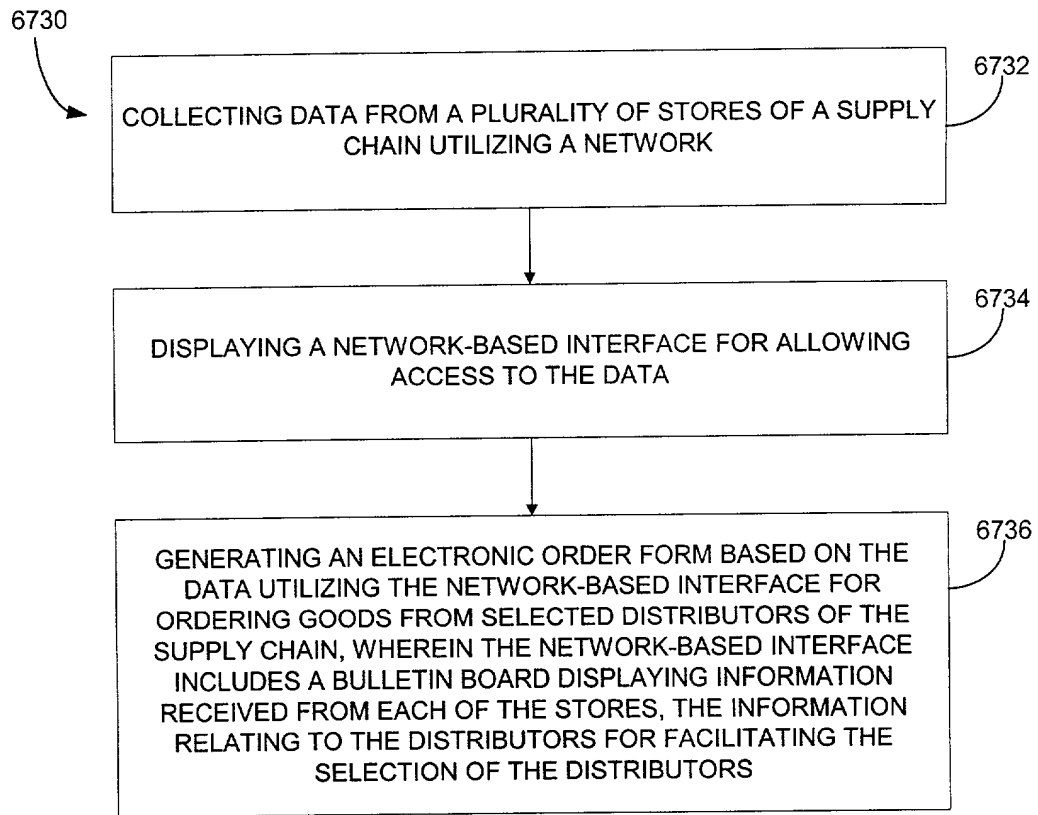 6730
6732
COLLECTING DATA FROM A PLURALITY OF STORES OF A SUPPLY
CHAIN UTILIZING A NETWORK
6734
DISPLAYING A NETWORK-BASED INTERFACE FOR ALLOWING
ACCESS TO THE DATA
6736
GENERATING AN ELECTRONIC ORDER FORM BASED ON THE
DATA UTILIZING THE NETWORK-BASED INTERFACE FOR
ORDERING GOODS FROM SELECTED DISTRIBUTORS OF THE
SUPPLY CHAIN, WHEREIN THE NETWORK-BASED INTERFACE
INCLUDES A BULLETIN BOARD DISPLAYING INFORMATION
RECEIVED FROM EACH OF THE STORES, THE INFORMATION
RELATING TO THE DISTRIBUTORS FOR FACILITATING THE
SELECTION OF THE DISTRIBUTORS